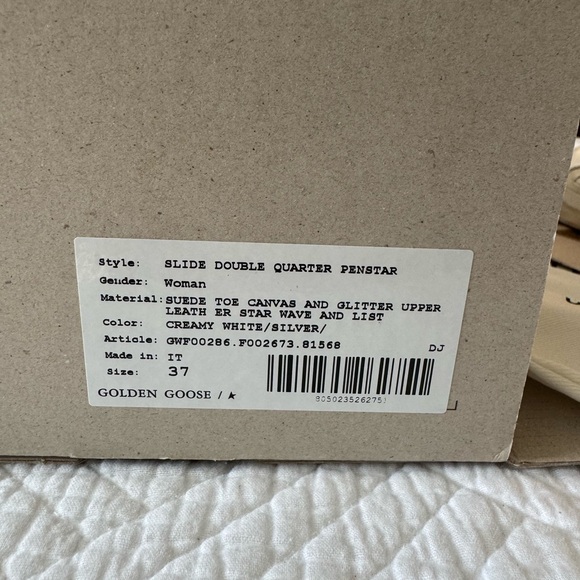 Style: SLIDE DOUBLE QUARTER PENSTAR
Gender: Woman
Material: SUEDE TOE CANVAS AND GLITTER UPPER
LEATH ER STAR WAVE AND LIST
Color: CREAMY WHITE/SILVER/
Article: GWF00286.F002673.81568 DJ
Made in: IT
Size: 37
GOLDEN GOOSE / ★